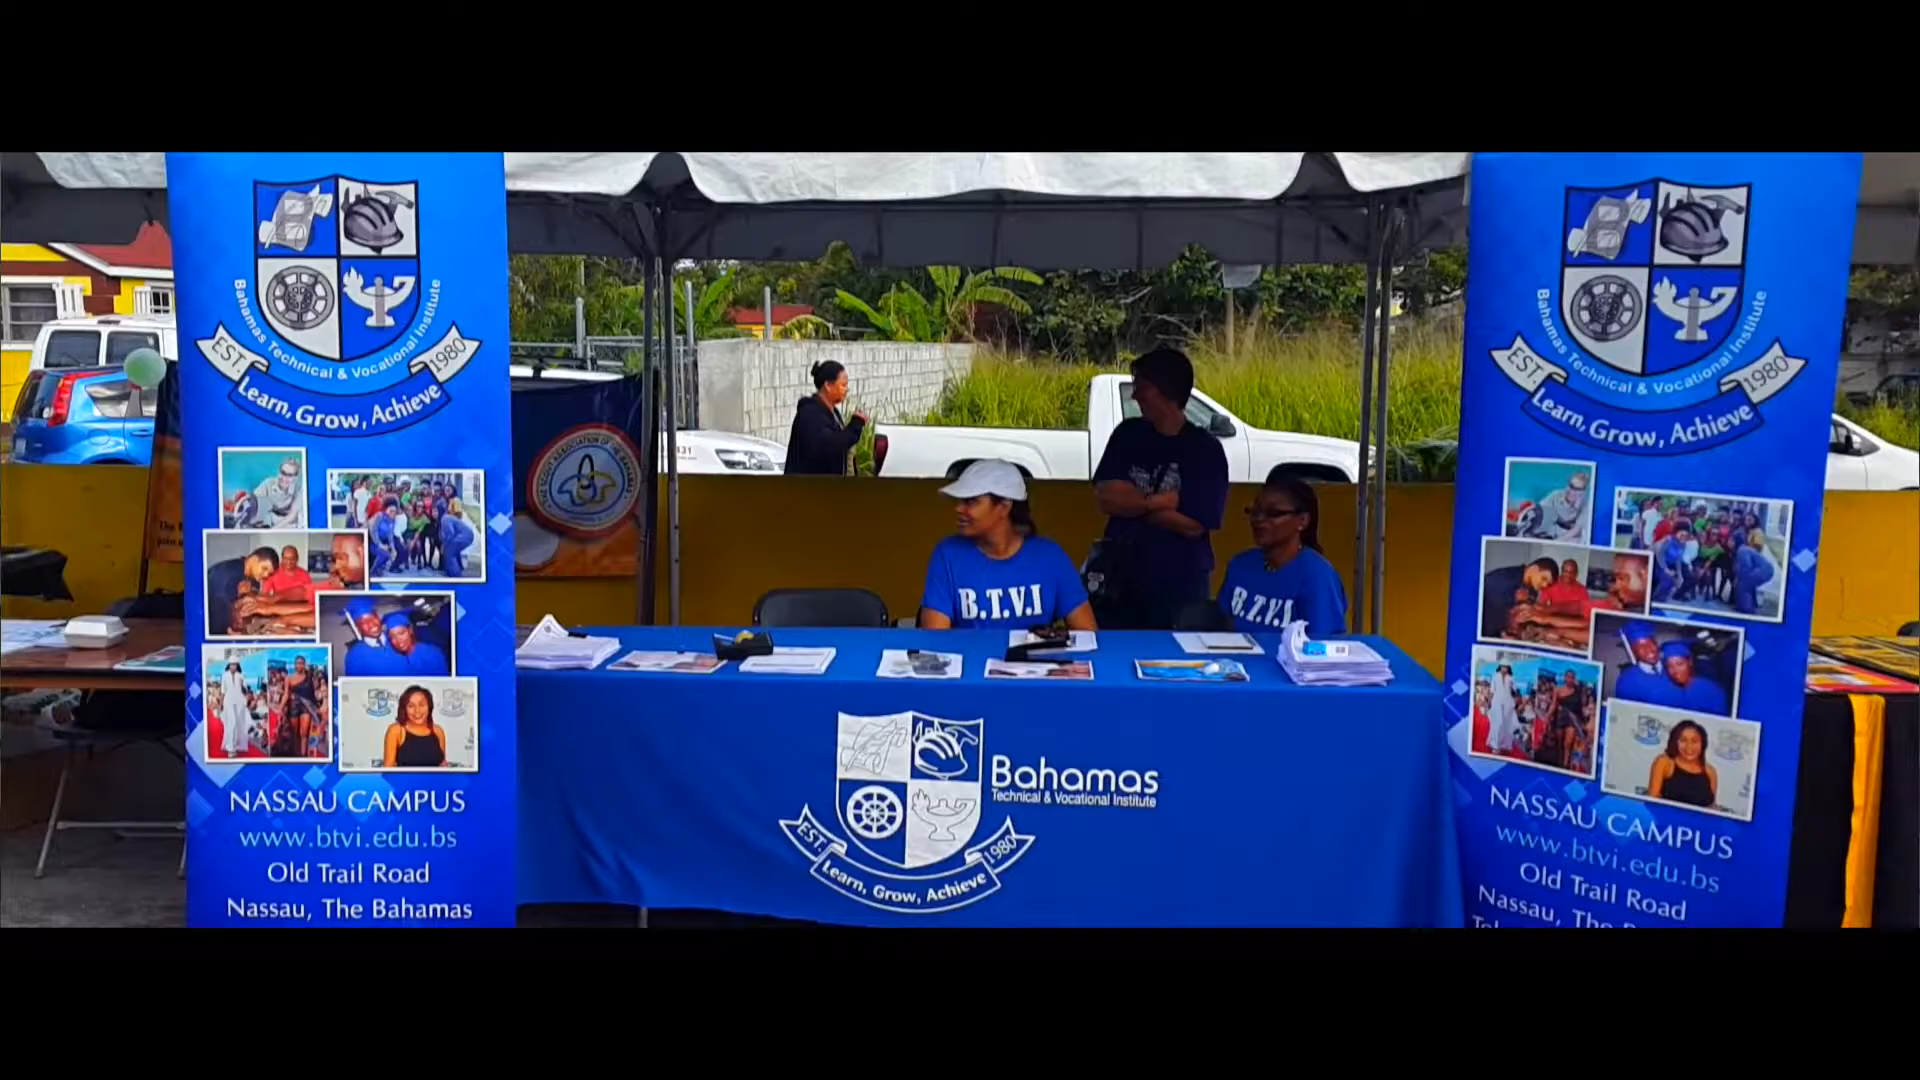 Bahamas Technical & Vocational Institute
EST. 1980
Learn, Grow, Achieve
NASSAU CAMPUS
www.btvi.edu.bs
Old Trail Road
Nassau, The Bahamas
B.T.V.I
B.T.V.I
Bahamas
Technical & Vocational Institute
EST. 1980
Learn, Grow, Achieve
Bahamas Technical & Vocational Institute
EST. 1980
Learn, Grow, Achieve
NASSAU CAMPUS
www.btvi.edu.bs
Old Trail Road
Nassau, The